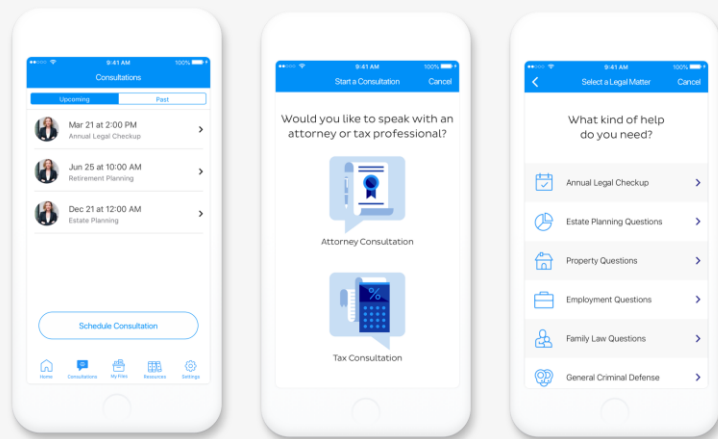 9:41 AM 100%
Consultations
Upcoming Past
Mar 21 at 2:00 PM
Annual Legal Checkup
Jun 25 at 10:00 AM
Retirement Planning
Dec 21 at 12:00 AM
Estate Planning
Schedule Consultation
Home Consultations My Files Resources Settings
9:41 AM 100%
Start a Consultation Cancel
Would you like to speak with an
attorney or tax professional?
Attorney Consultation
%
Tax Consultation
9:41 AM 100%
Select a Legal Matter Cancel
What kind of help
do you need?
Annual Legal Checkup
Estate Planning Questions
Property Questions
Employment Questions
Family Law Questions
General Criminal Defense